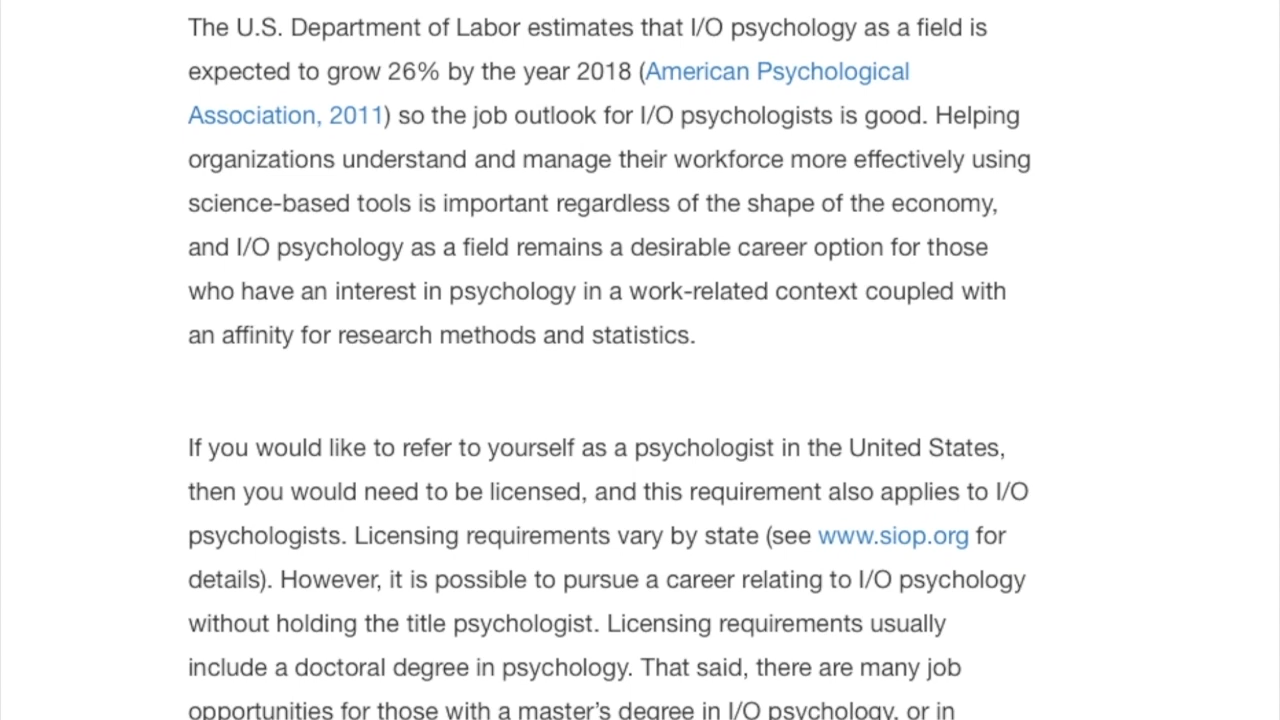 The U.S. Department of Labor estimates that I/O psychology as a field is
expected to grow 26% by the year 2018 (American Psychological
Association, 2011) so the job outlook for I/O psychologists is good. Helping
organizations understand and manage their workforce more effectively using
science-based tools is important regardless of the shape of the economy,
and I/O psychology as a field remains a desirable career option for those
who have an interest in psychology in a work-related context coupled with
an affinity for research methods and statistics.
If you would like to refer to yourself as a psychologist in the United States,
then you would need to be licensed, and this requirement also applies to I/O
psychologists. Licensing requirements vary by state (see www.siop.org for
details). However, it is possible to pursue a career relating to I/O psychology
without holding the title psychologist. Licensing requirements usually
include a doctoral degree in psychology. That said, there are many job
opportunities for those with a master’s degree in I/O psychology, or in